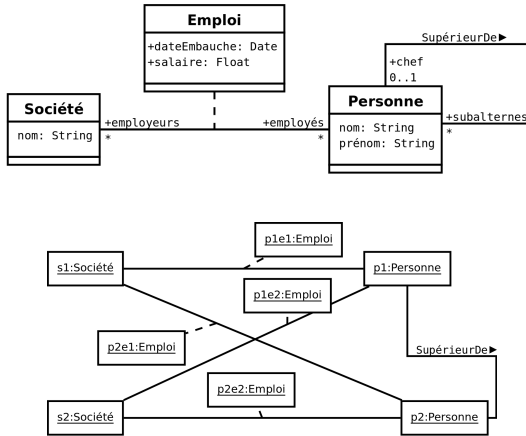 Emploi
+dateEmbauche: Date
+salaire: Float
SupérieurDe►
+chef
0..1
Société
nom: String
+employeurs
*
+employés
*
Personne
nom: String
prénom: String
+subalternes
*
p1e1:Emploi
s1:Société
p1:Personne
p1e2:Emploi
p2e1:Emploi
SupérieurDe►
p2e2:Emploi
s2:Société
p2:Personne